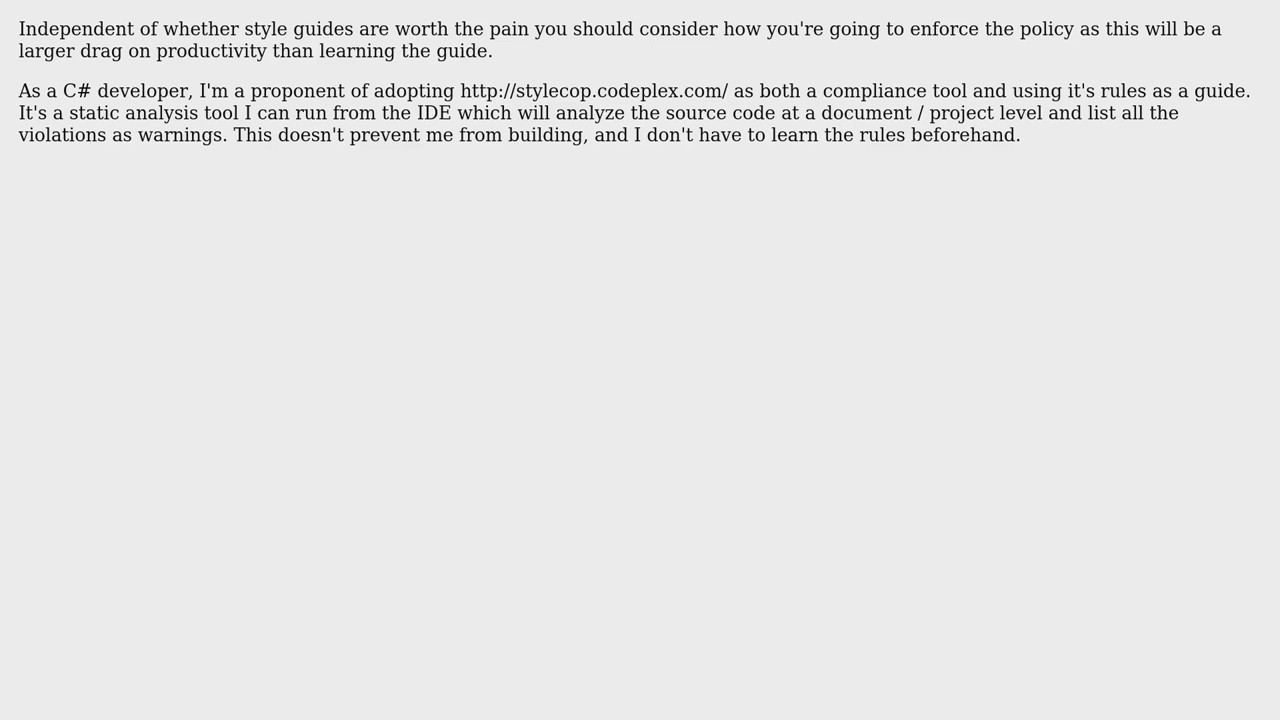 Independent of whether style guides are worth the pain you should consider how you're going to enforce the policy as this will be a
larger drag on productivity than learning the guide.
As a C# developer, I'm a proponent of adopting http://stylecop.codeplex.com/ as both a compliance tool and using it's rules as a guide.
It's a static analysis tool I can run from the IDE which will analyze the source code at a document / project level and list all the
violations as warnings. This doesn't prevent me from building, and I don't have to learn the rules beforehand.